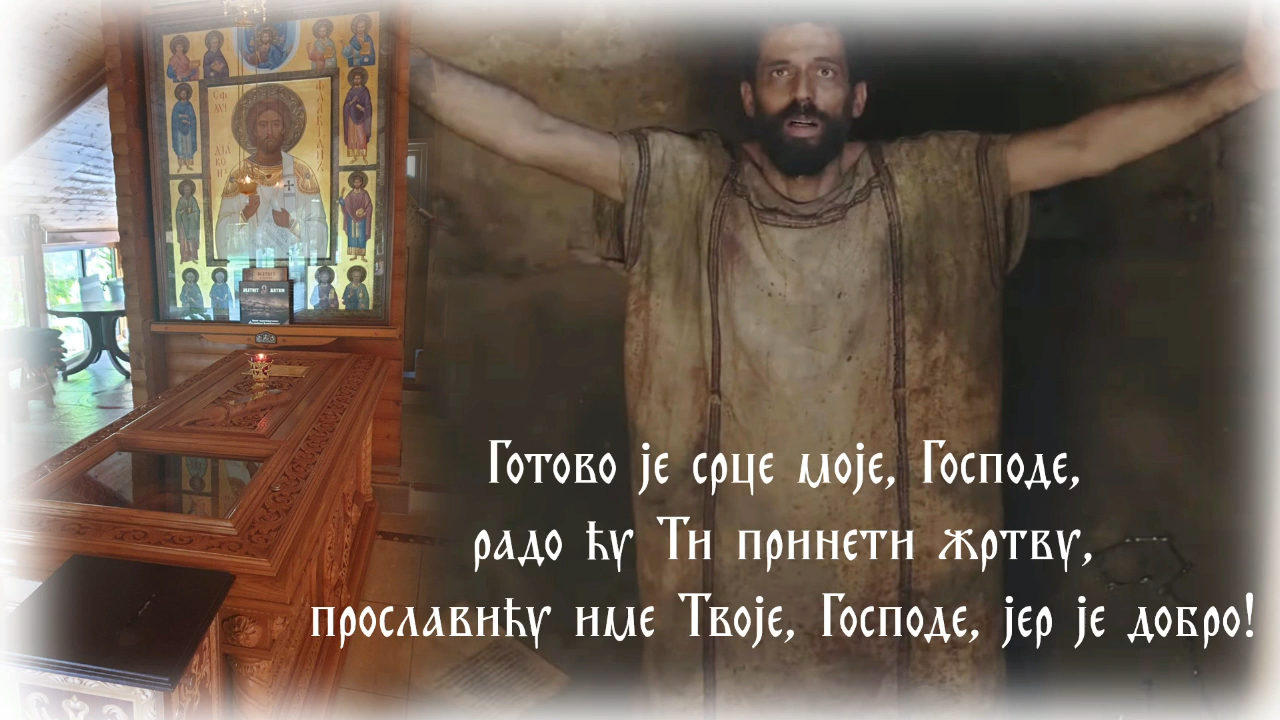 Готово је срце моје, Господе,
радо ћу Ти принети жртву,
прославићу име Твоје, Господе, јер је добро!